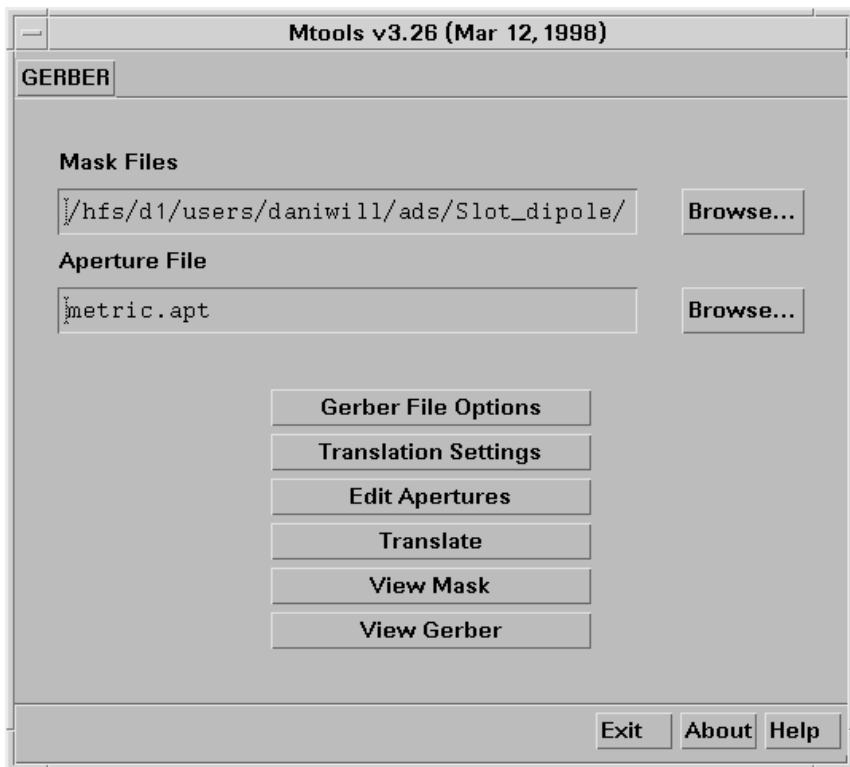 Mtools v3.26 (Mar 12, 1998)
GERBER
Mask Files
/hfs/d1/users/daniwill/ads/Slot_dipole/
Browse...
Aperture File
metric.apt
Browse...
Gerber File Options
Translation Settings
Edit Apertures
Translate
View Mask
View Gerber
Exit About Help